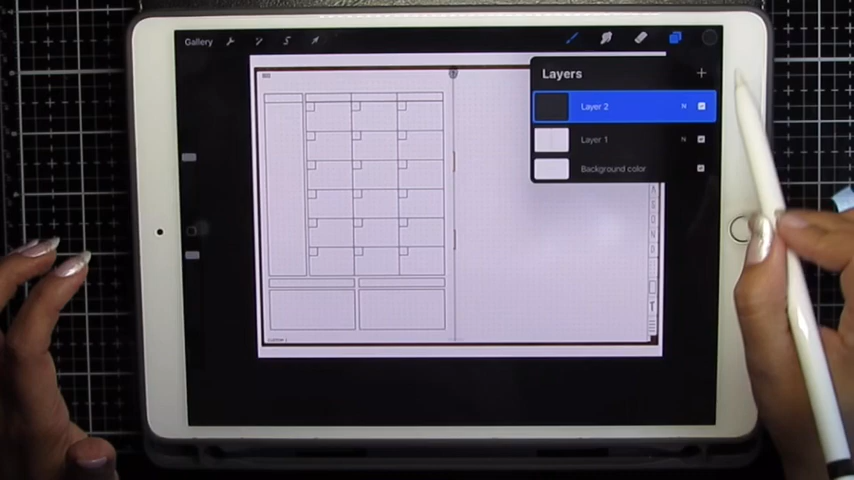 Gallery
Layers
Layer 2
N
Layer 1
N
Background color